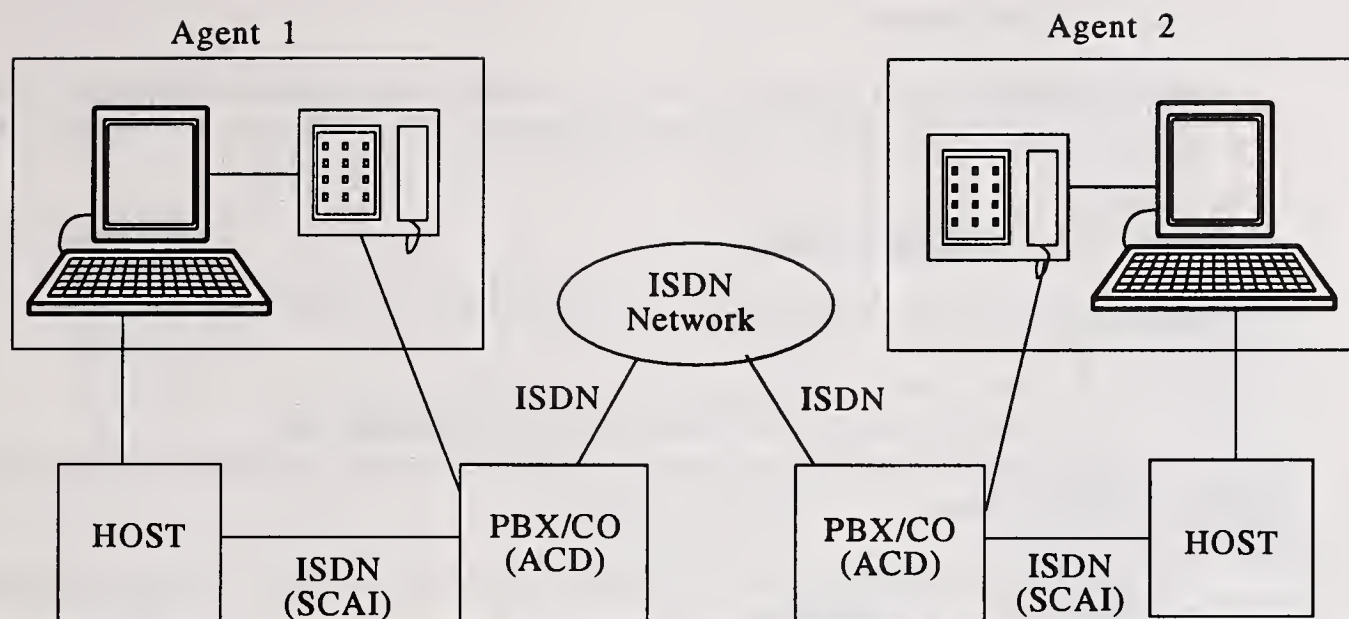 Agent 1
Agent 2
ISDN
Network
ISDN
ISDN
HOST
PBX/CO
(ACD)
PBX/CO
(ACD)
HOST
ISDN
(SCAI)
ISDN
(SCAI)